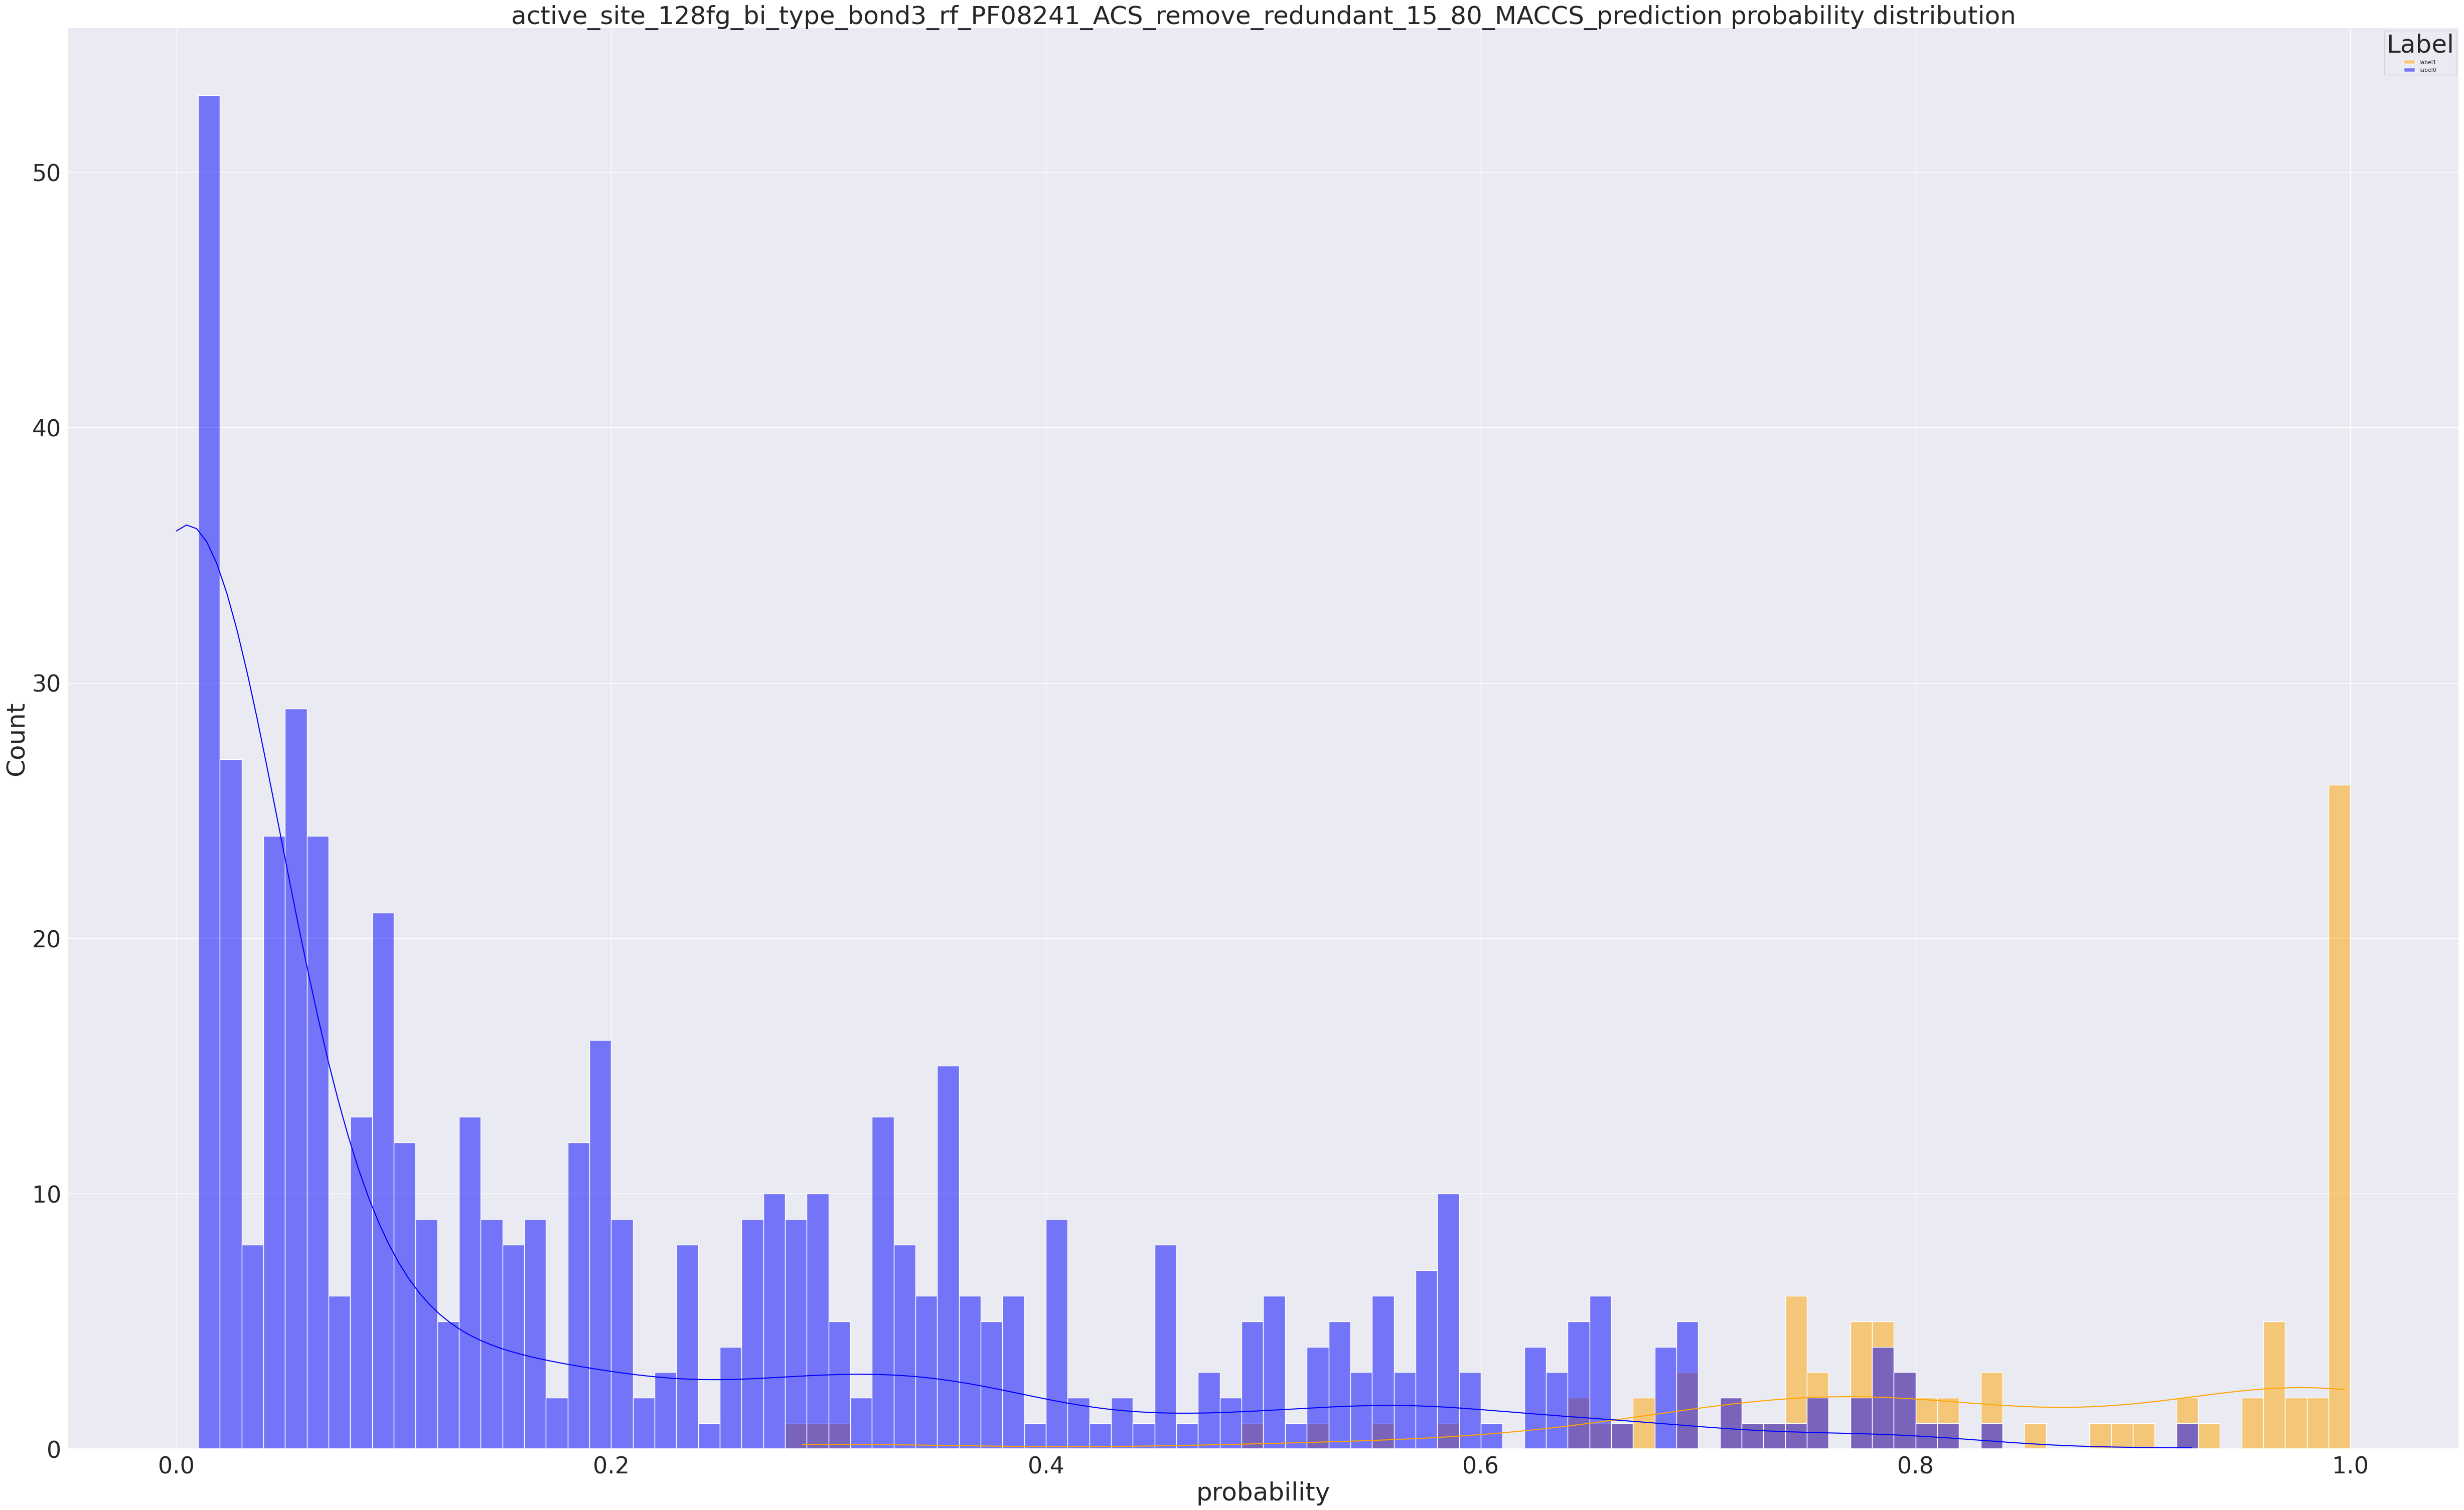 active_site_128fg_bi_type_bond3_rf_PF08241_ACS_remove_redundant_15_80_MACCS_prediction probability distribution
Label
label1
label0
50
40
30
20
10
0
Count
0.0 0.2 0.4 0.6 0.8 1.0
probability